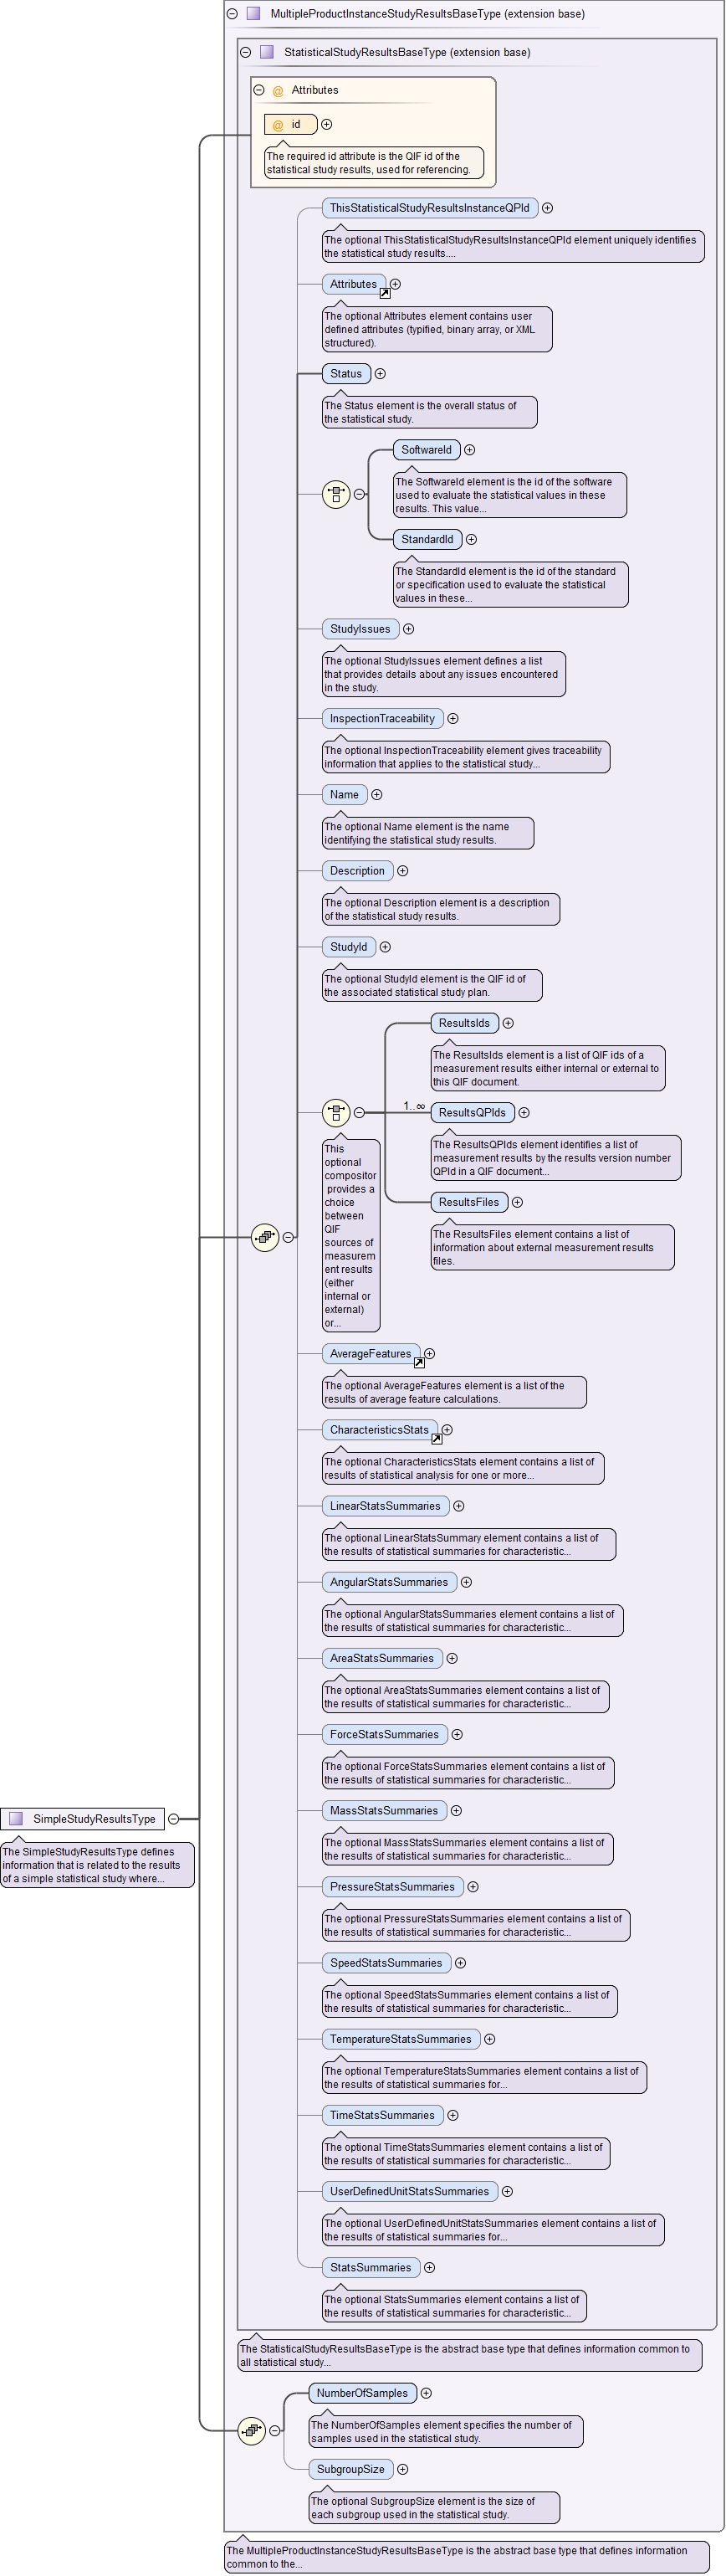 MultipleProductInstanceStudyResultsBaseType (extension base)
StatisticalStudyResultsBaseType (extension base)
@ Attributes
@ id
The required id attribute is the QIF id of the
statistical study results, used for referencing.
ThisStatisticalStudyResultsInstanceQPId
The optional ThisStatisticalStudyResultsInstanceQPId element uniquely identifies
the statistical study results....
Attributes
The optional Attributes element contains user
defined attributes (typified, binary array, or XML
structured).
Status
The Status element is the overall status of
the statistical study.
SoftwareId
The SoftwareId element is the id of the software
used to evaluate the statistical values in these
results. This value...
StandardId
The StandardId element is the id of the standard
or specification used to evaluate the statistical
values in these...
StudyIssues
The optional StudyIssues element defines a list
that provides details about any issues encountered
in the study.
InspectionTraceability
The optional InspectionTraceability element gives traceability
information that applies to the statistical study...
Name
The optional Name element is the name
identifying the statistical study results.
Description
The optional Description element is a description
of the statistical study results.
StudyId
The optional StudyId element is the QIF id of
the associated statistical study plan.
ResultsIds
The ResultsIds element is a list of QIF ids of a
measurement results either internal or external to
this QIF document.
1..∞
ResultsQPIds
The ResultsQPIds element identifies a list of
measurement results by the results version number
QPId in a QIF document...
ResultsFiles
The ResultsFiles element contains a list of
information about external measurement results
files.
This
optional
compositor
provides a
choice
between
QIF
sources of
measurem
ent results
(either
internal or
external)
or...
AverageFeatures
The optional AverageFeatures element is a list of the
results of average feature calculations.
CharacteristicsStats
The optional CharacteristicsStats element contains a list of
results of statistical analysis for one or more...
LinearStatsSummaries
The optional LinearStatsSummary element contains a list of
the results of statistical summaries for characteristic...
AngularStatsSummaries
The optional AngularStatsSummaries element contains a list of
the results of statistical summaries for characteristic...
AreaStatsSummaries
The optional AreaStatsSummaries element contains a list of
the results of statistical summaries for characteristic...
ForceStatsSummaries
The optional ForceStatsSummaries element contains a list of
the results of statistical summaries for characteristic...
MassStatsSummaries
The optional MassStatsSummaries element contains a list of
the results of statistical summaries for characteristic...
SimpleStudyResultsType
The SimpleStudyResultsType defines
information that is related to the results
of a simple statistical study where...
PressureStatsSummaries
The optional PressureStatsSummaries element contains a list of
the results of statistical summaries for characteristic...
SpeedStatsSummaries
The optional SpeedStatsSummaries element contains a list of
the results of statistical summaries for characteristic...
TemperatureStatsSummaries
The optional TemperatureStatsSummaries element contains a list of
the results of statistical summaries for...
TimeStatsSummaries
The optional TimeStatsSummaries element contains a list of
the results of statistical summaries for characteristic...
UserDefinedUnitStatsSummaries
The optional UserDefinedUnitStatsSummaries element contains a list of
the results of statistical summaries for...
StatsSummaries
The optional StatsSummaries element contains a list of
the results of statistical summaries for characteristic...
The StatisticalStudyResultsBaseType is the abstract base type that defines information common to
all statistical study...
NumberOfSamples
The NumberOfSamples element specifies the number of
samples used in the statistical study.
SubgroupSize
The optional SubgroupSize element is the size of
each subgroup used in the statistical study.
The MultipleProductInstanceStudyResultsBaseType is the abstract base type that defines information
common to the...